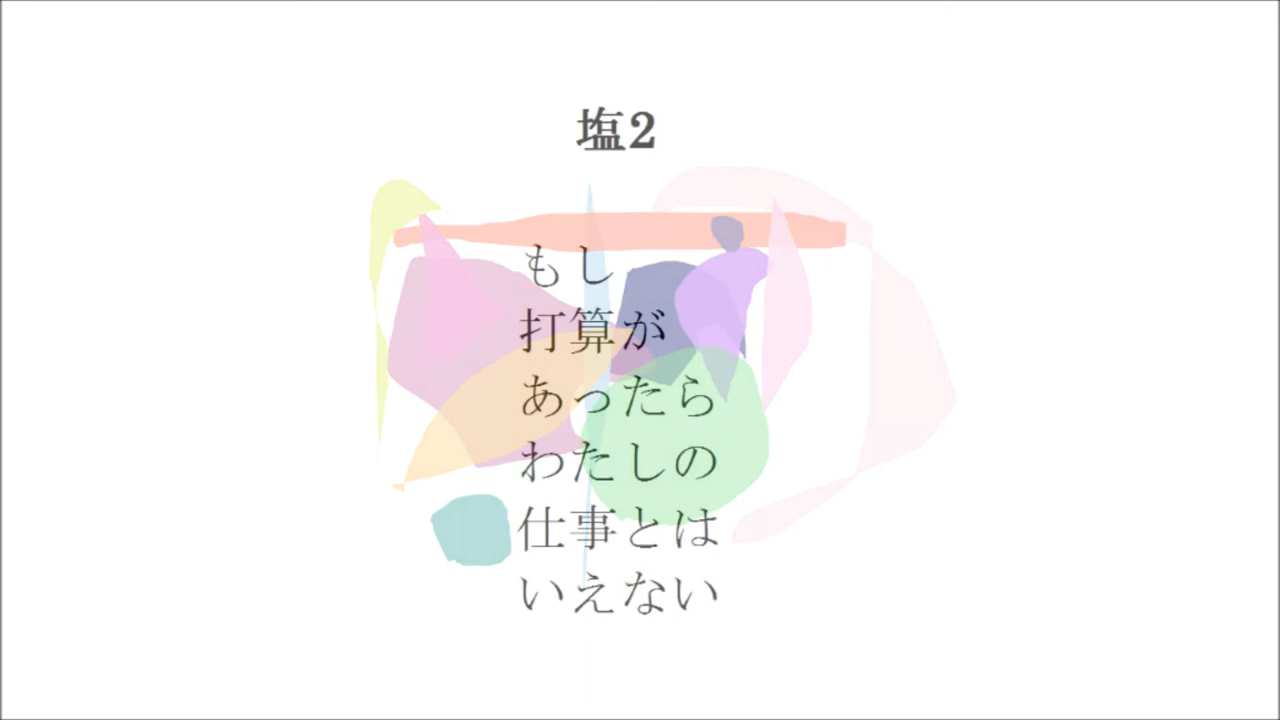 塩2
もし
打算が
あったら
わたしの
仕事とは
いえない